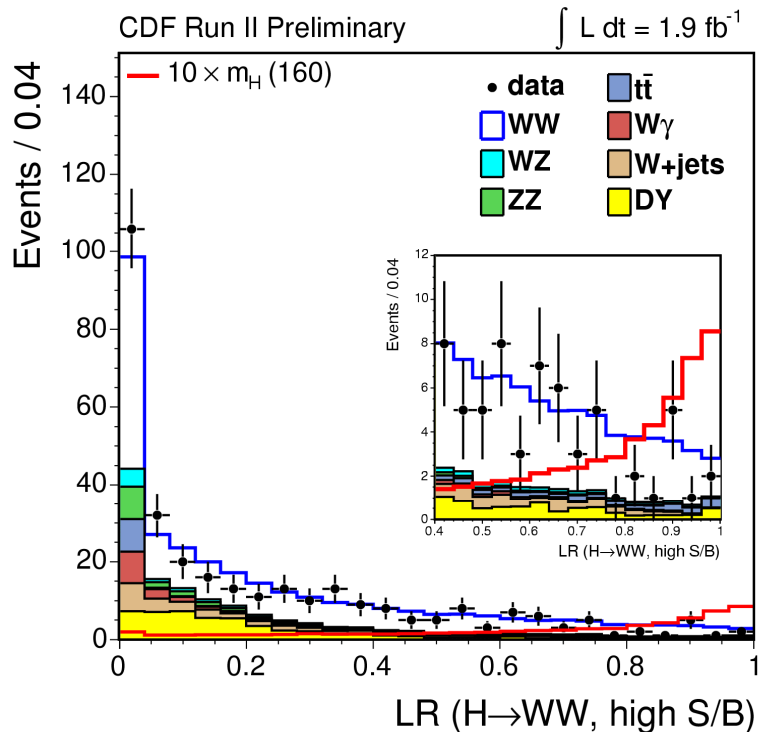 CDF Run II Preliminary
∫ L dt = 1.9 fb⁻¹
10 × m_H (160)
data
WW
WZ
ZZ
tt̄
Wγ
W+jets
DY
Events / 0.04
0
20
40
60
80
100
120
140
0
0.2
0.4
0.6
0.8
1
LR (H→WW, high S/B)
Events / 0.04
0
2
4
6
8
10
12
0.4
0.5
0.6
0.7
0.8
0.9
1
LR (H→WW, high S/B)